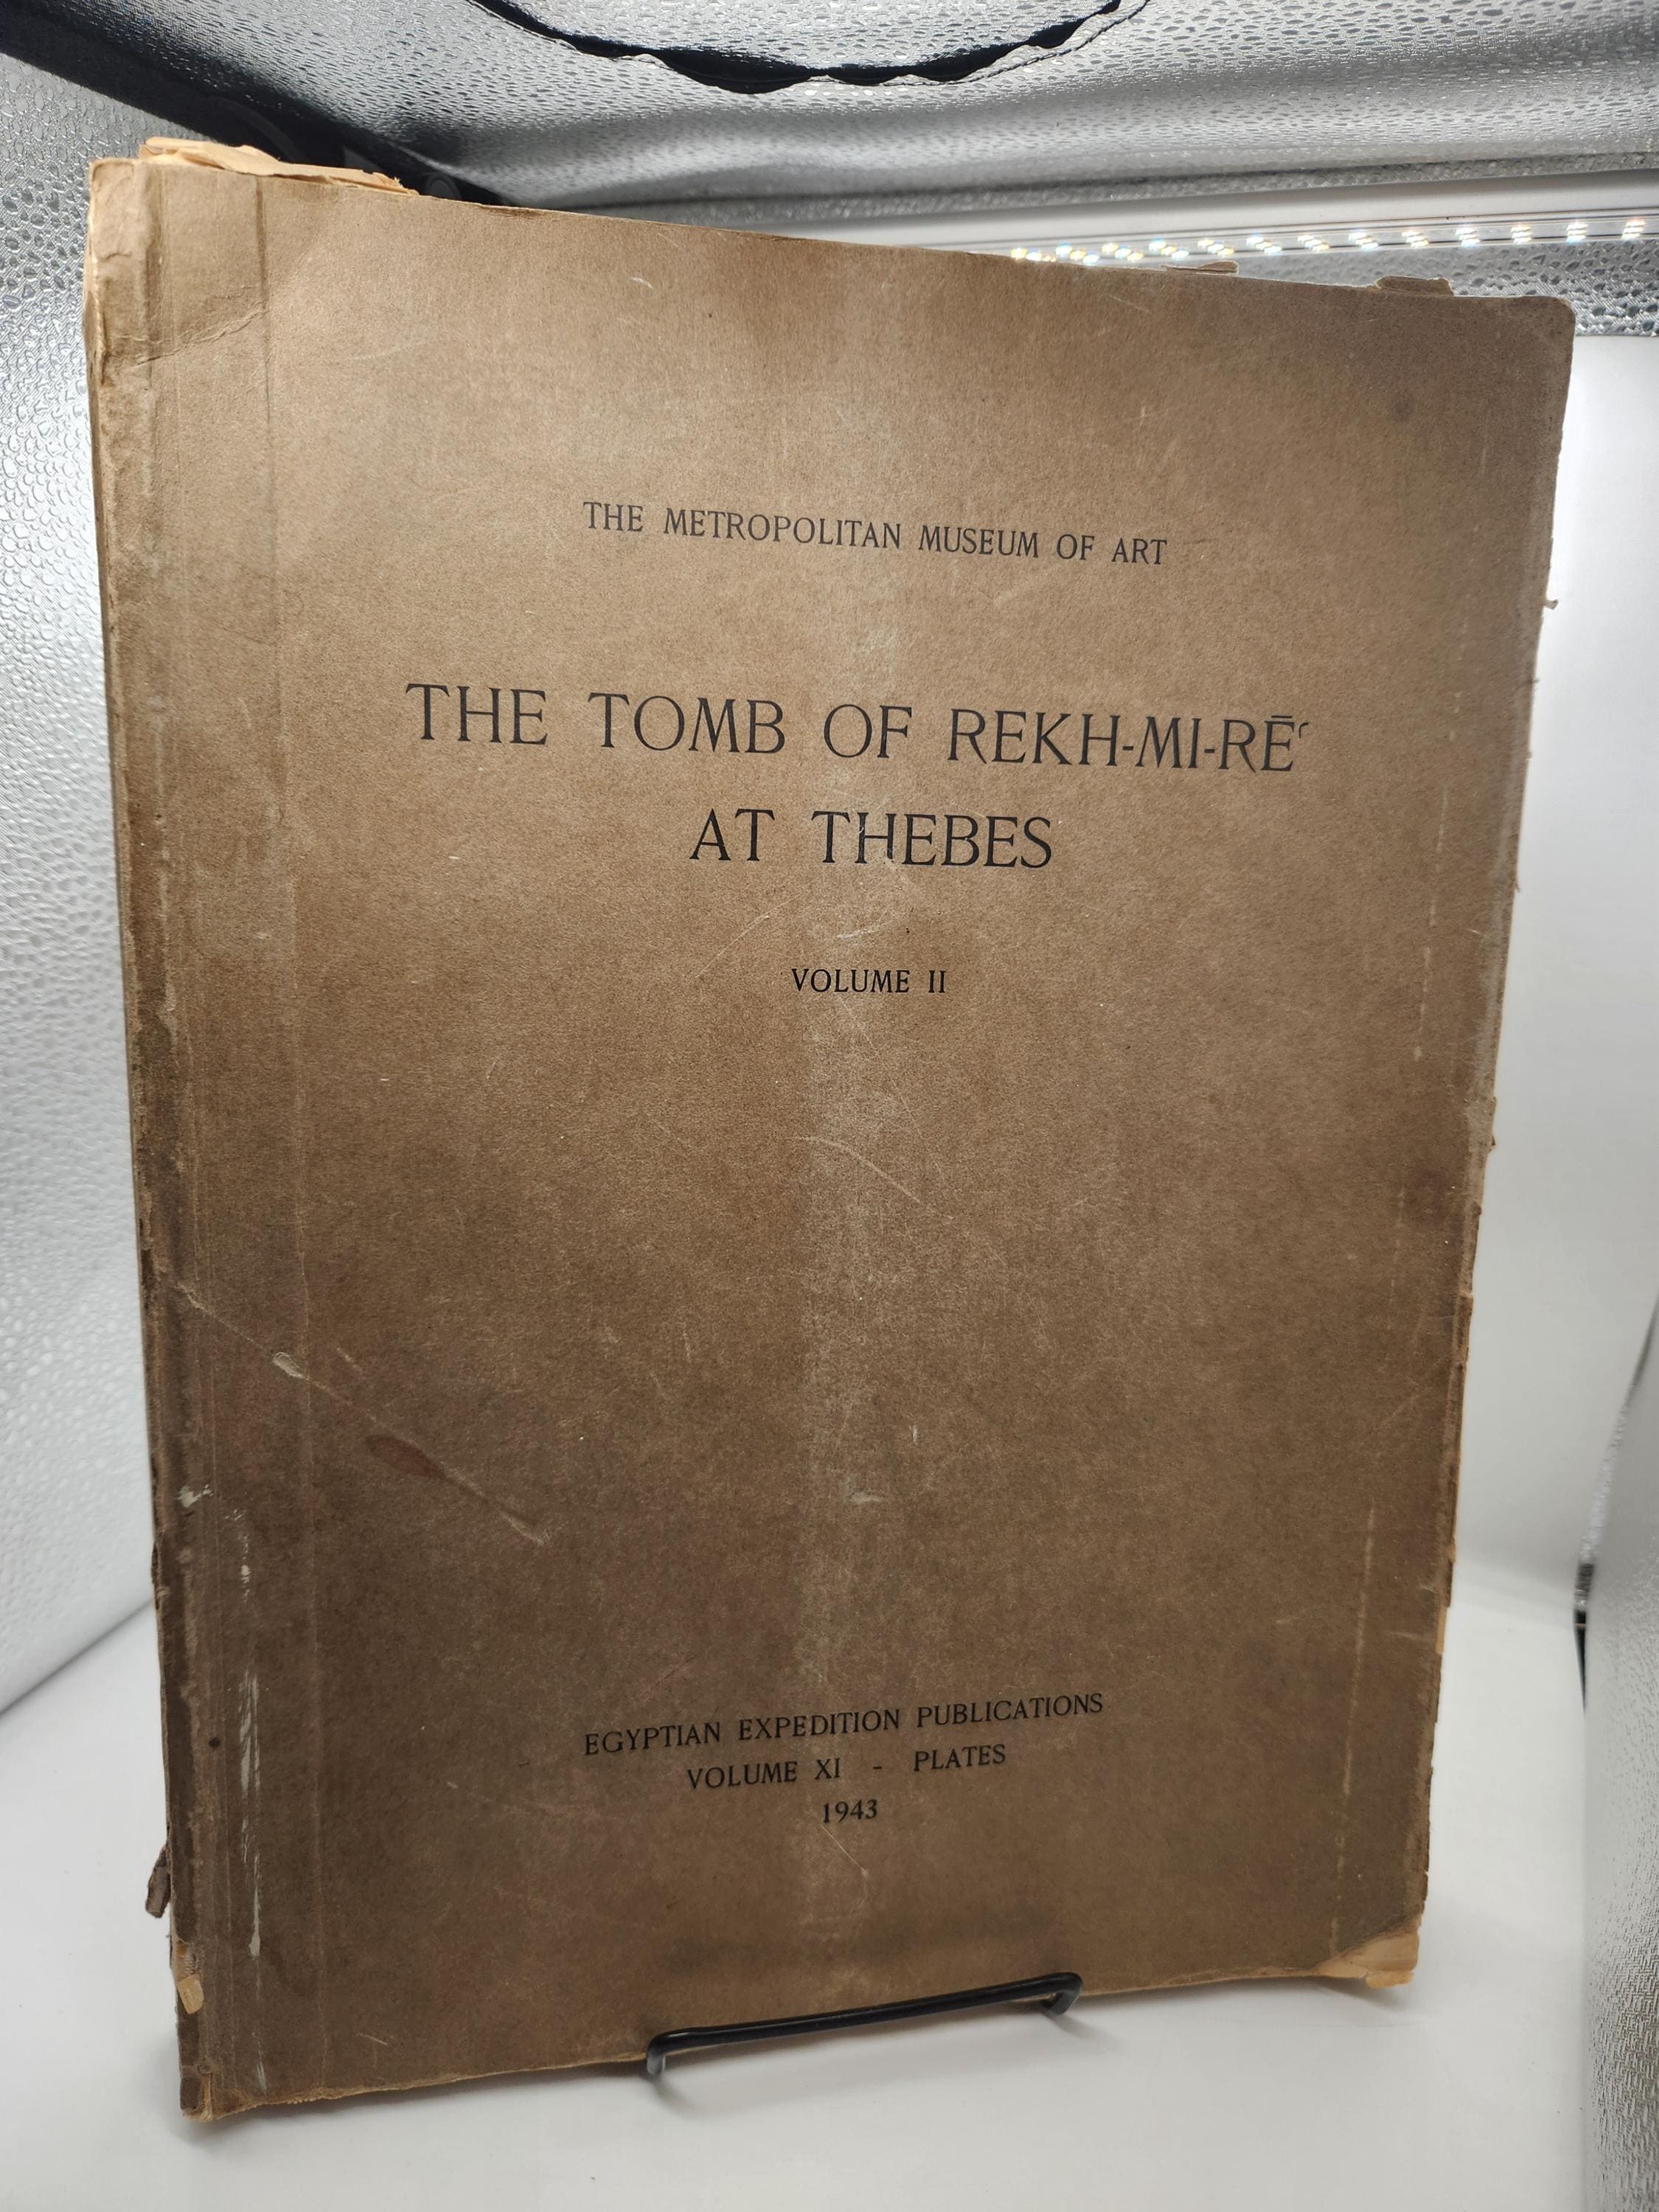 THE METROPOLITAN MUSEUM OF ART
THE TOMB OF REKH-MI-RĒʿ
AT THEBES
VOLUME II
EGYPTIAN EXPEDITION PUBLICATIONS
VOLUME XI - PLATES
1943